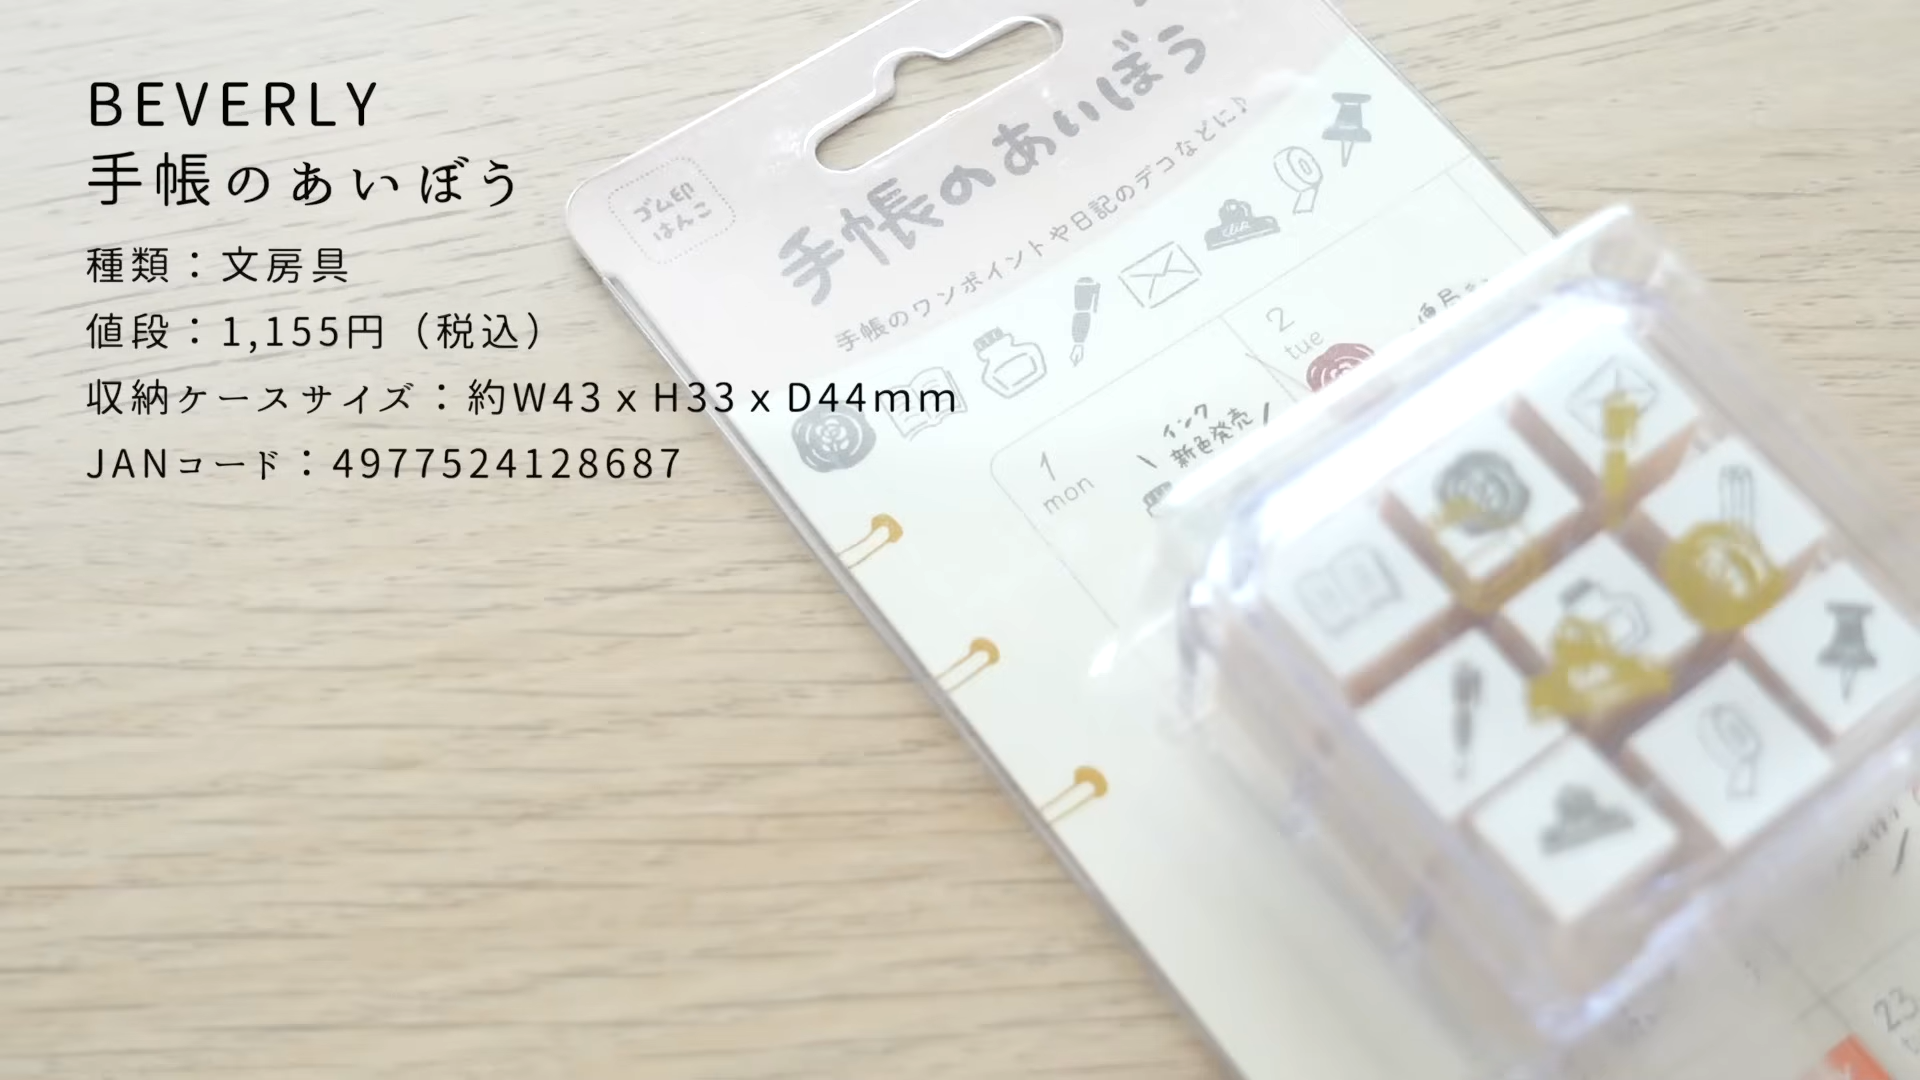 BEVERLY
手帳のあいぼう
種類：文房具
値段：1,155円（税込）
収納ケースサイズ：約W43 x H33 x D44mm
JANコード：4977524128687
ゴム印
はんこ
手帳のあいぼう
手帳のワンポイントや日記のデコなどに♪
1
mon
インク
新色発売
2
tue
23